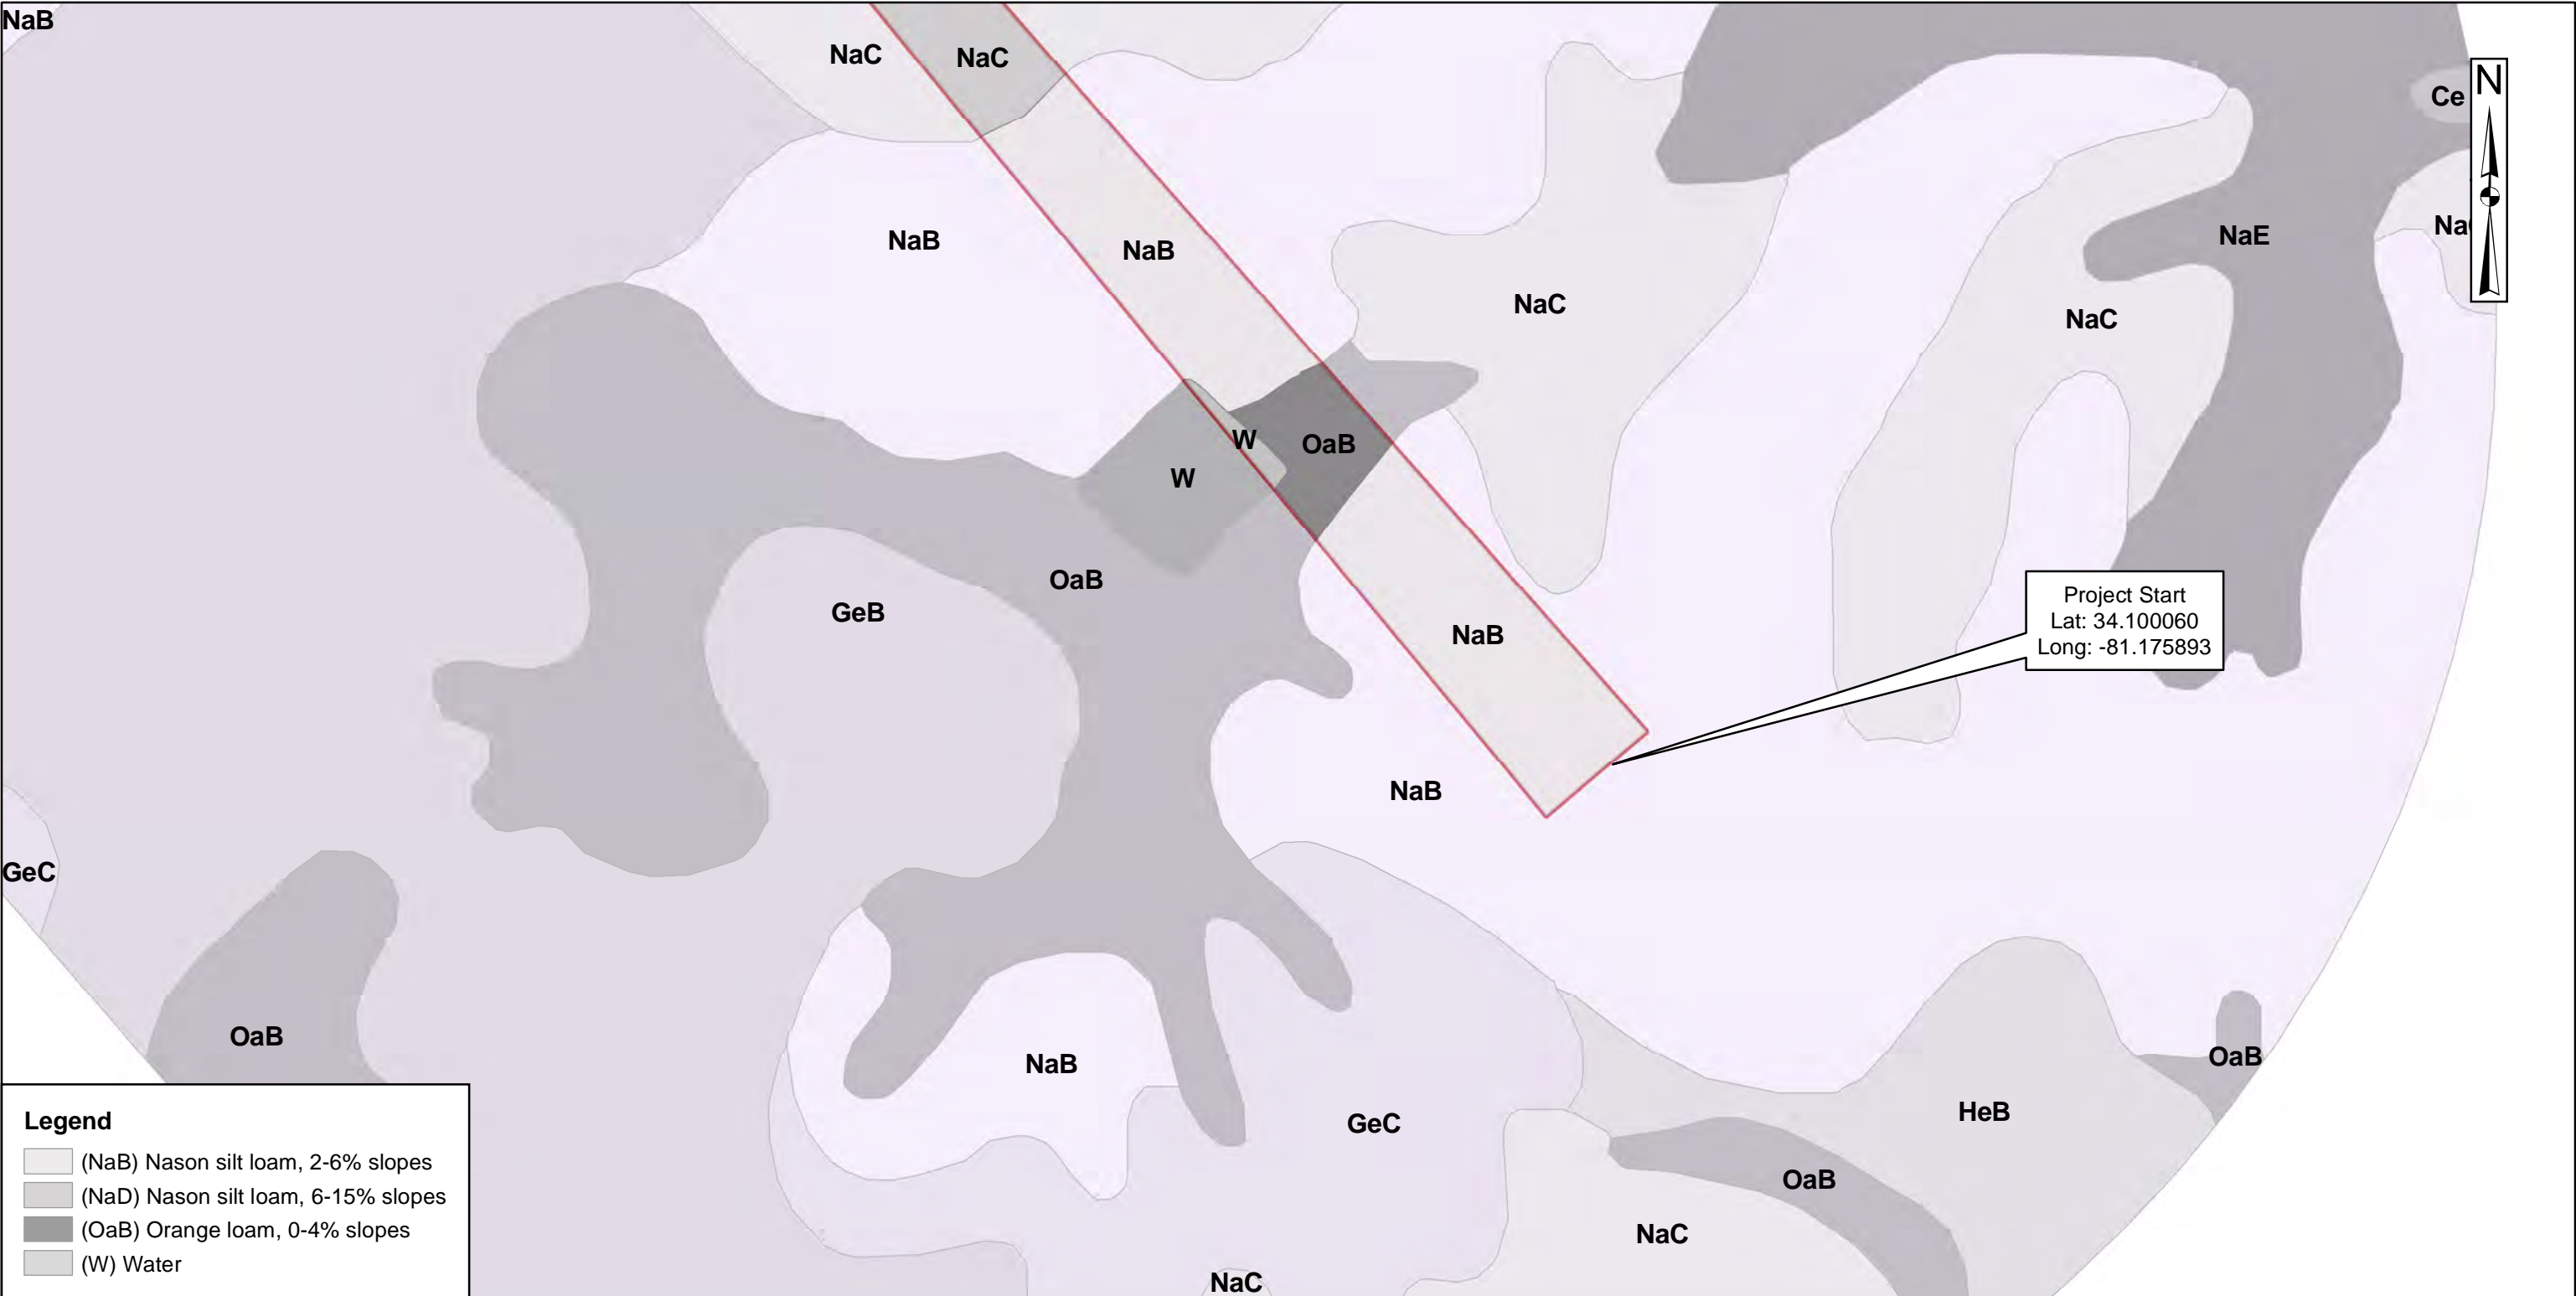 NaB
NaC
NaC
N
Ce
NaB
NaB
NaE
NaC
NaC
W
OaB
W
OaB
GeB
NaB
Project Start
Lat: 34.100060
Long: -81.175893
NaB
GeC
OaB
NaB
OaB
GeC
HeB
OaB
NaC
NaC
Legend
(NaB) Nason silt loam, 2-6% slopes
(NaD) Nason silt loam, 6-15% slopes
(OaB) Orange loam, 0-4% slopes
(W) Water